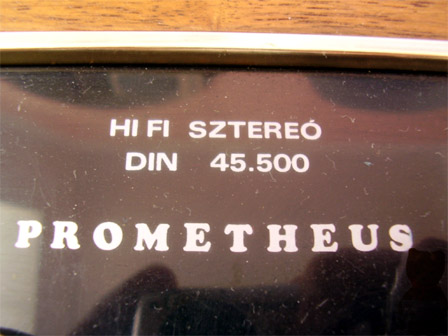 HI FI SZTEREÓ
DIN 45.500
PROMETHEUS